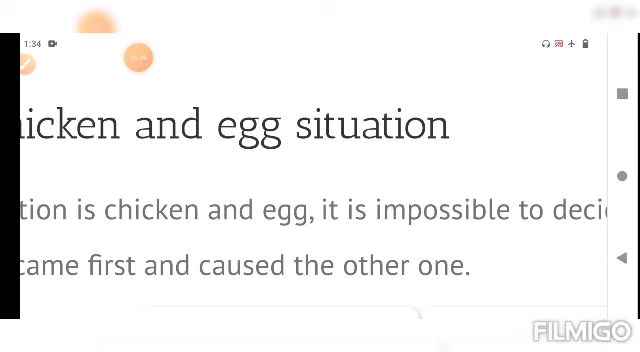 1:34
hicken and egg situation
tion is chicken and egg, it is impossible to deci
came first and caused the other one.
FILMIGO